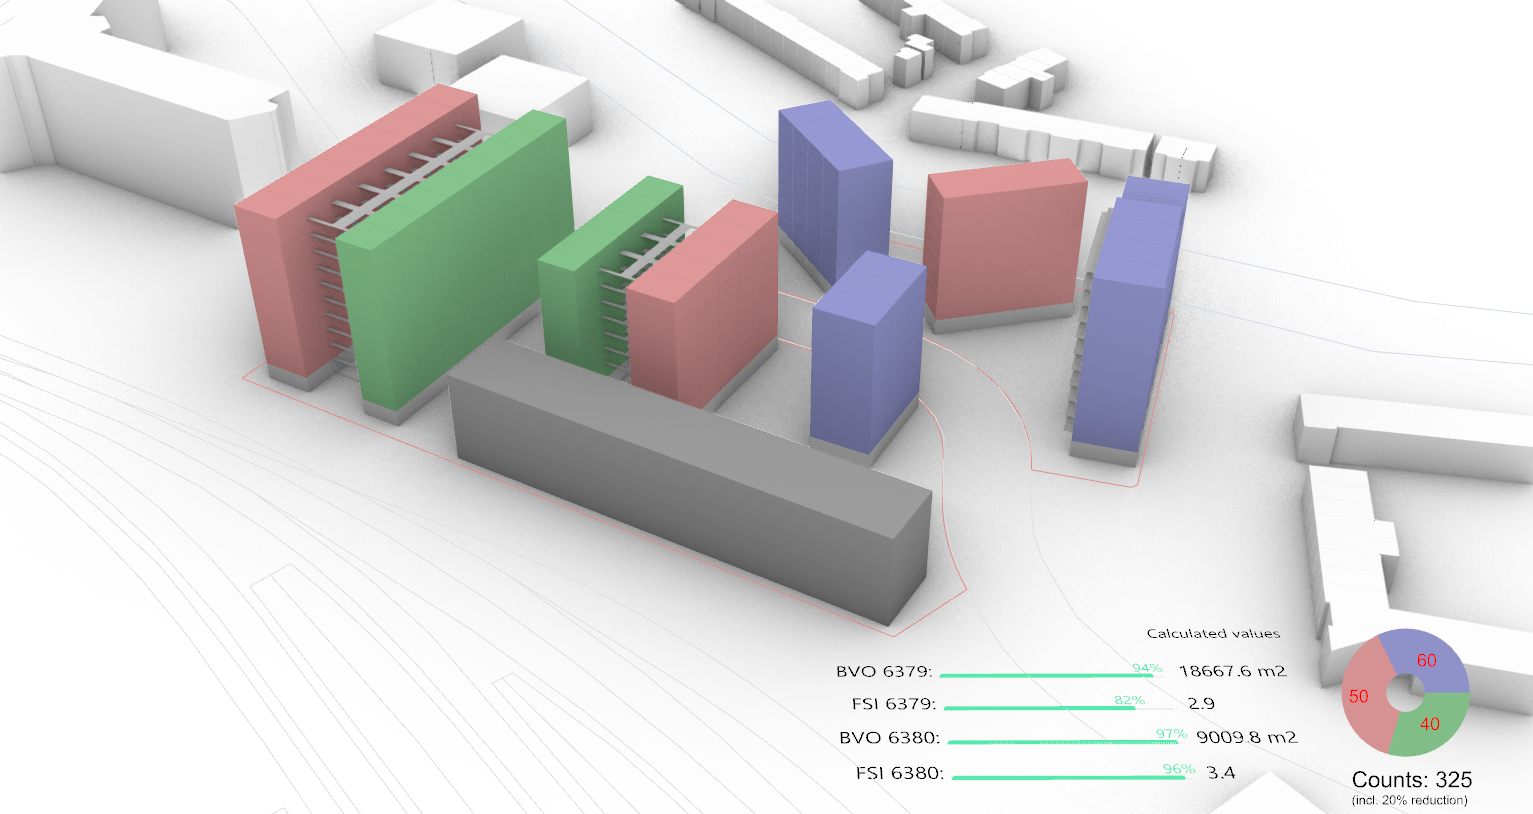 Calculated values
BVO 6379: 94% 18667.6 m2
FSI 6379: 82% 2.9
BVO 6380: 97% 9009.8 m2
FSI 6380: 96% 3.4
60
50
40
Counts: 325
(incl. 20% reduction)